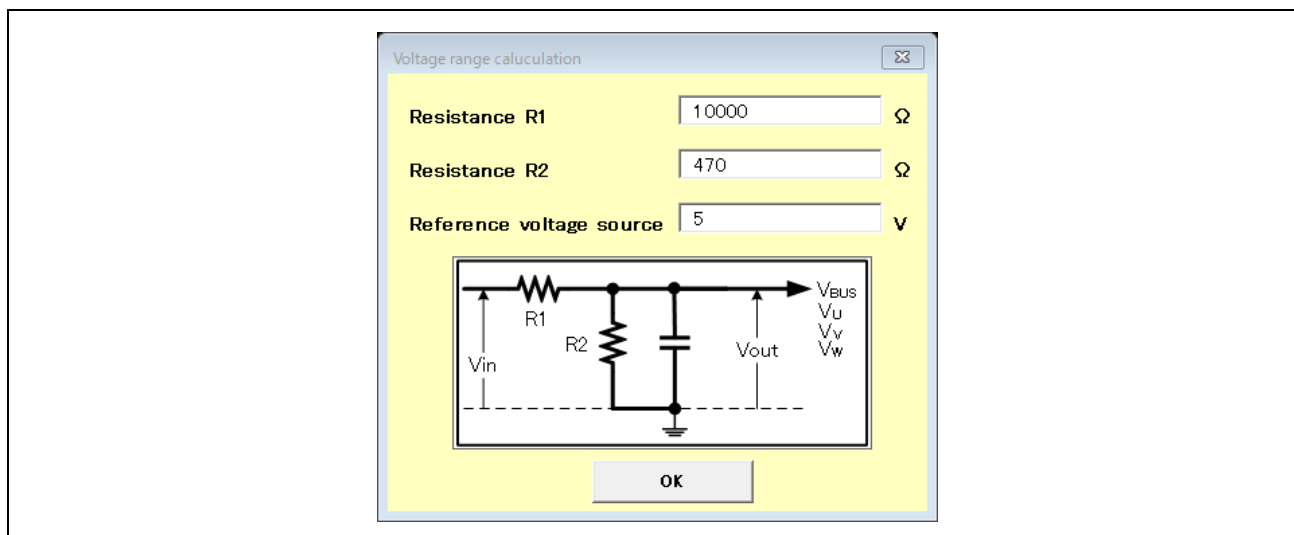 Voltage range caluculation
Resistance R1 10000 Ω
Resistance R2 470 Ω
Reference voltage source 5 V
R1
R2
Vin
Vout
VBUS
VU
VV
VW
OK